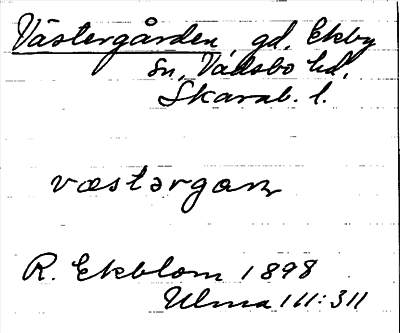 Västergården, gd, Ekby
sn, Vadsbo hd,
Skarab. l.
væstərgan
R. Ekblom 1898
Ulma 111:311